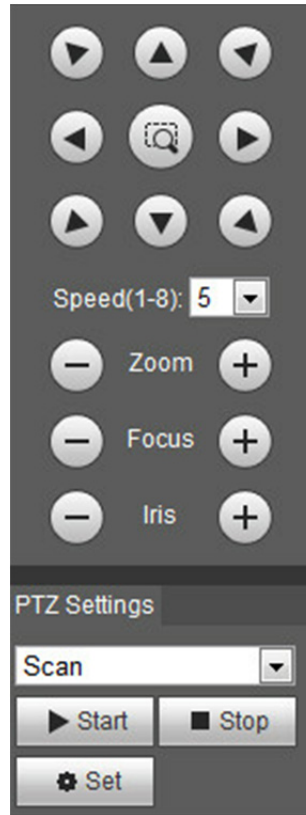 Speed(1-8): 5
Zoom
Focus
Iris
PTZ Settings
Scan
Start Stop
Set